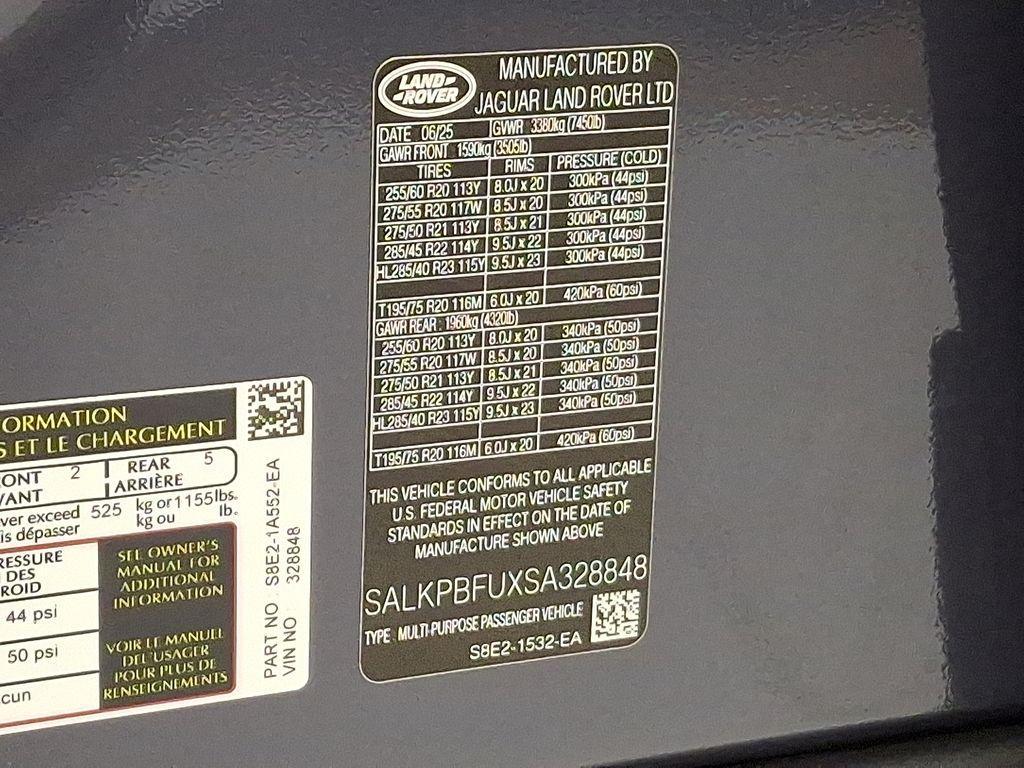 LAND ROVER
MANUFACTURED BY
JAGUAR LAND ROVER LTD
DATE 06/25 GVWR 3380kg (7450lb)
GAWR FRONT 1590kg (3505lb)
TIRES RIMS PRESSURE (COLD)
255/60 R20 113Y 8.0J x 20 300kPa (44psi)
275/55 R20 117W 8.5J x 20 300kPa (44psi)
275/50 R21 113Y 8.5J x 21 300kPa (44psi)
285/45 R22 114Y 9.5J x 22 300kPa (44psi)
HL285/40 R23 115Y 9.5J x 23 300kPa (44psi)
T195/75 R20 116M 6.0J x 20 420kPa (60psi)
GAWR REAR : 1960kg (4320lb)
255/60 R20 113Y 8.0J x 20 340kPa (50psi)
275/55 R20 117W 8.5J x 20 340kPa (50psi)
275/50 R21 113Y 8.5J x 21 340kPa (50psi)
285/45 R22 114Y 9.5J x 22 340kPa (50psi)
HL285/40 R23 115Y 9.5J x 23 340kPa (50psi)
T195/75 R20 116M 6.0J x 20 420kPa (60psi)
THIS VEHICLE CONFORMS TO ALL APPLICABLE
U.S. FEDERAL MOTOR VEHICLE SAFETY
STANDARDS IN EFFECT ON THE DATE OF
MANUFACTURE SHOWN ABOVE
SALKPBFUXSA328848
TYPE : MULTI-PURPOSE PASSENGER VEHICLE
S8E2-1532-EA
ORMATION
S ET LE CHARGEMENT
ONT 2 REAR 5
VANT ARRIÈRE
ver exceed 525 kg or 1155 lbs.
is dépasser kg ou lb.
RESSURE
DES
ROID
44 psi
50 psi
cun
SEE OWNER'S
MANUAL FOR
ADDITIONAL
INFORMATION
VOIR LE MANUEL
DE L'USAGER
POUR PLUS DE
RENSEIGNEMENTS
PART NO : S8E2-1A552-EA
VIN NO : 328848